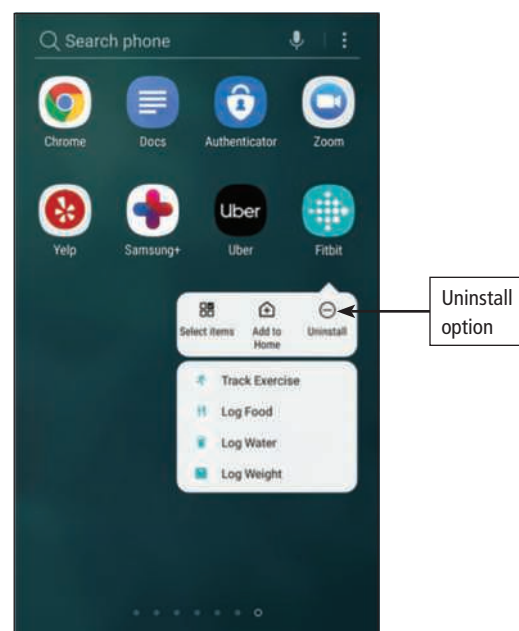 Search phone
Chrome Docs Authenticator Zoom
Uber
Yelp Samsung+ Uber Fitbit
Select items Add to Home Uninstall
Uninstall option
Track Exercise
Log Food
Log Water
Log Weight